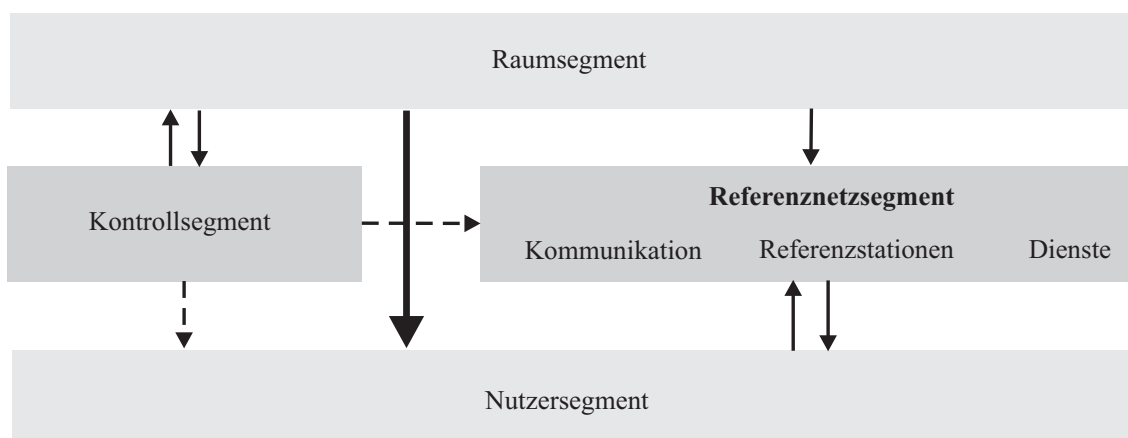 Raumsegment
Kontrollsegment
Referenznetzsegment
Kommunikation Referenzstationen Dienste
Nutzersegment